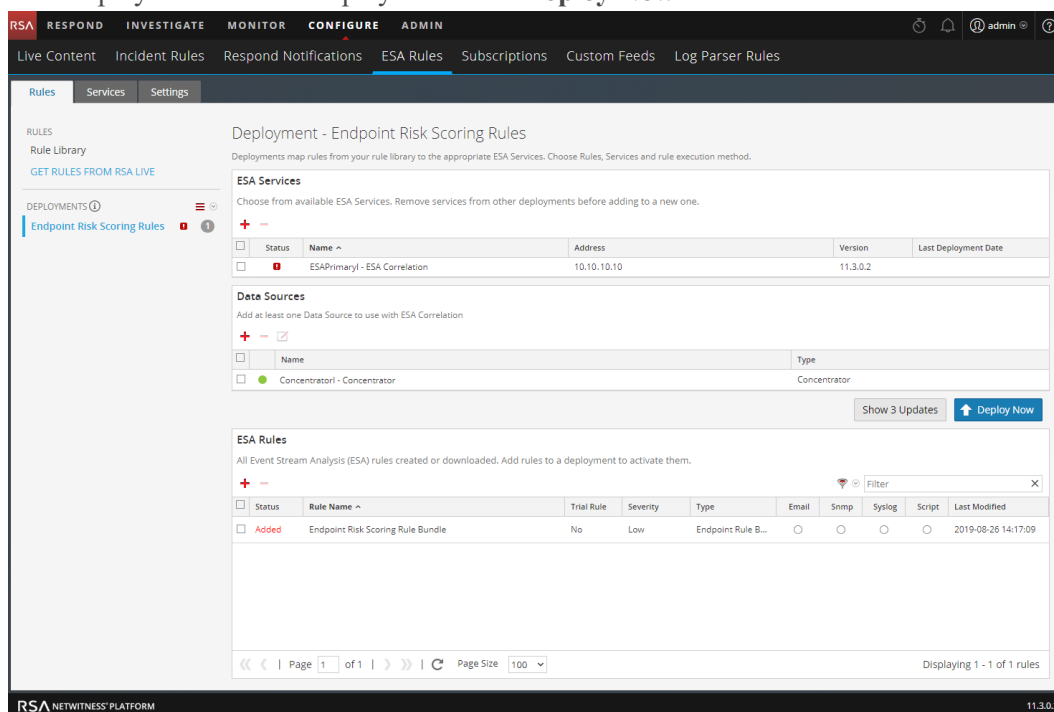 RSA RESPOND INVESTIGATE MONITOR CONFIGURE ADMIN admin
Live Content Incident Rules Respond Notifications ESA Rules Subscriptions Custom Feeds Log Parser Rules
Rules Services Settings
RULES
Rule Library
GET RULES FROM RSA LIVE
DEPLOYMENTS
Endpoint Risk Scoring Rules 1
Deployment - Endpoint Risk Scoring Rules
Deployments map rules from your rule library to the appropriate ESA Services. Choose Rules, Services and rule execution method.
ESA Services
Choose from available ESA Services. Remove services from other deployments before adding to a new one.
Status Name Address Version Last Deployment Date
ESAPrimaryl - ESA Correlation 10.10.10.10 11.3.0.2
Data Sources
Add at least one Data Source to use with ESA Correlation
Name Type
Concentratorl - Concentrator Concentrator
Show 3 Updates Deploy Now
ESA Rules
All Event Stream Analysis (ESA) rules created or downloaded. Add rules to a deployment to activate them.
Filter
Status Rule Name Trial Rule Severity Type Email Snmp Syslog Script Last Modified
Added Endpoint Risk Scoring Rule Bundle No Low Endpoint Rule B... 2019-08-26 14:17:09
Page 1 of 1 Page Size 100 Displaying 1 - 1 of 1 rules
RSA NETWITNESS PLATFORM 11.3.0.